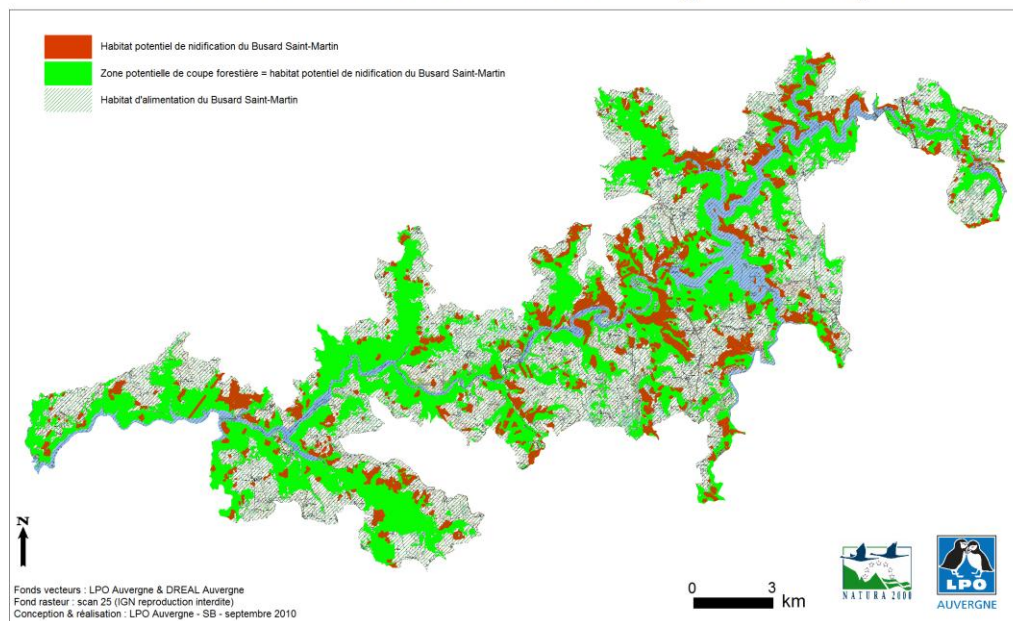 Habitat potentiel de nidification du Busard Saint-Martin
Zone potentielle de coupe forestière = habitat potentiel de nidification du Busard Saint-Martin
Habitat d'alimentation du Busard Saint-Martin
N
Fonds vecteurs : LPO Auvergne & DREAL Auvergne
Fond rasteur : scan 25 (IGN reproduction interdite)
Conception & réalisation : LPO Auvergne - SB - septembre 2010
0 3
km
NATURA 2000
LPO
AUVERGNE